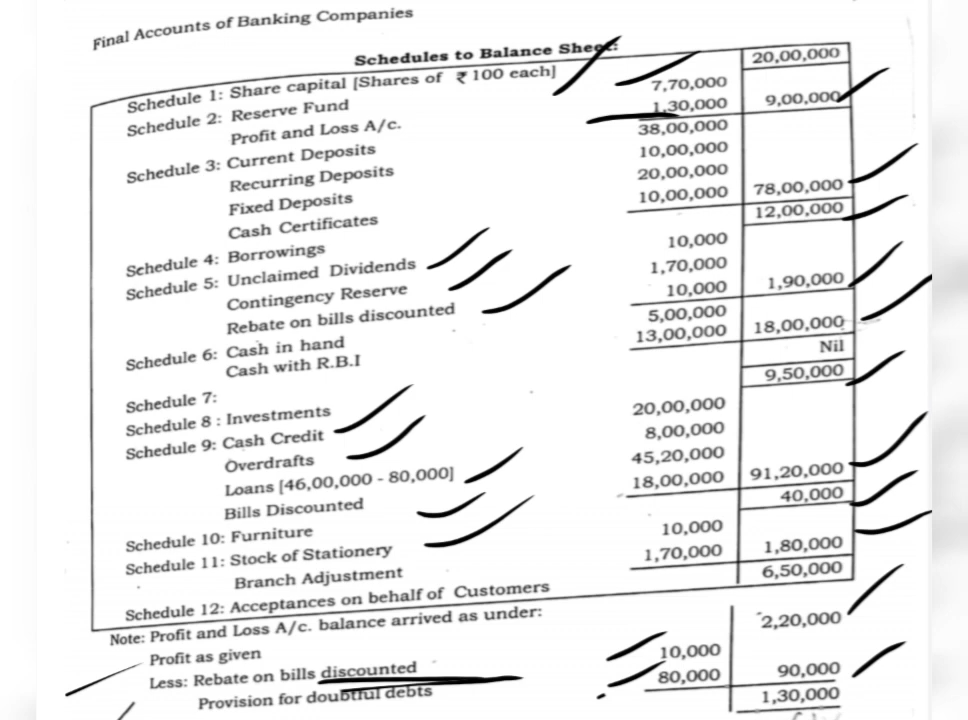 Final Accounts of Banking Companies
Schedules to Balance Sheet:
Schedule 1: Share capital [Shares of ₹ 100 each] 20,00,000
Schedule 2: Reserve Fund 7,70,000
Profit and Loss A/c. 1,30,000 9,00,000
Schedule 3: Current Deposits 38,00,000
Recurring Deposits 10,00,000
Fixed Deposits 20,00,000
Cash Certificates 10,00,000 78,00,000
Schedule 4: Borrowings 12,00,000
Schedule 5: Unclaimed Dividends 10,000
Contingency Reserve 1,70,000
Rebate on bills discounted 10,000 1,90,000
Schedule 6: Cash in hand 5,00,000
Cash with R.B.I 13,00,000 18,00,000
Schedule 7: Nil
Schedule 8 : Investments 9,50,000
Schedule 9: Cash Credit 20,00,000
Overdrafts 8,00,000
Loans [46,00,000 - 80,000] 45,20,000
Bills Discounted 18,00,000 91,20,000
Schedule 10: Furniture 40,000
Schedule 11: Stock of Stationery 10,000
Branch Adjustment 1,70,000 1,80,000
Schedule 12: Acceptances on behalf of Customers 6,50,000
Note: Profit and Loss A/c. balance arrived as under:
Profit as given 2,20,000
Less: Rebate on bills discounted 10,000
Provision for doubtful debts 80,000 90,000
1,30,000